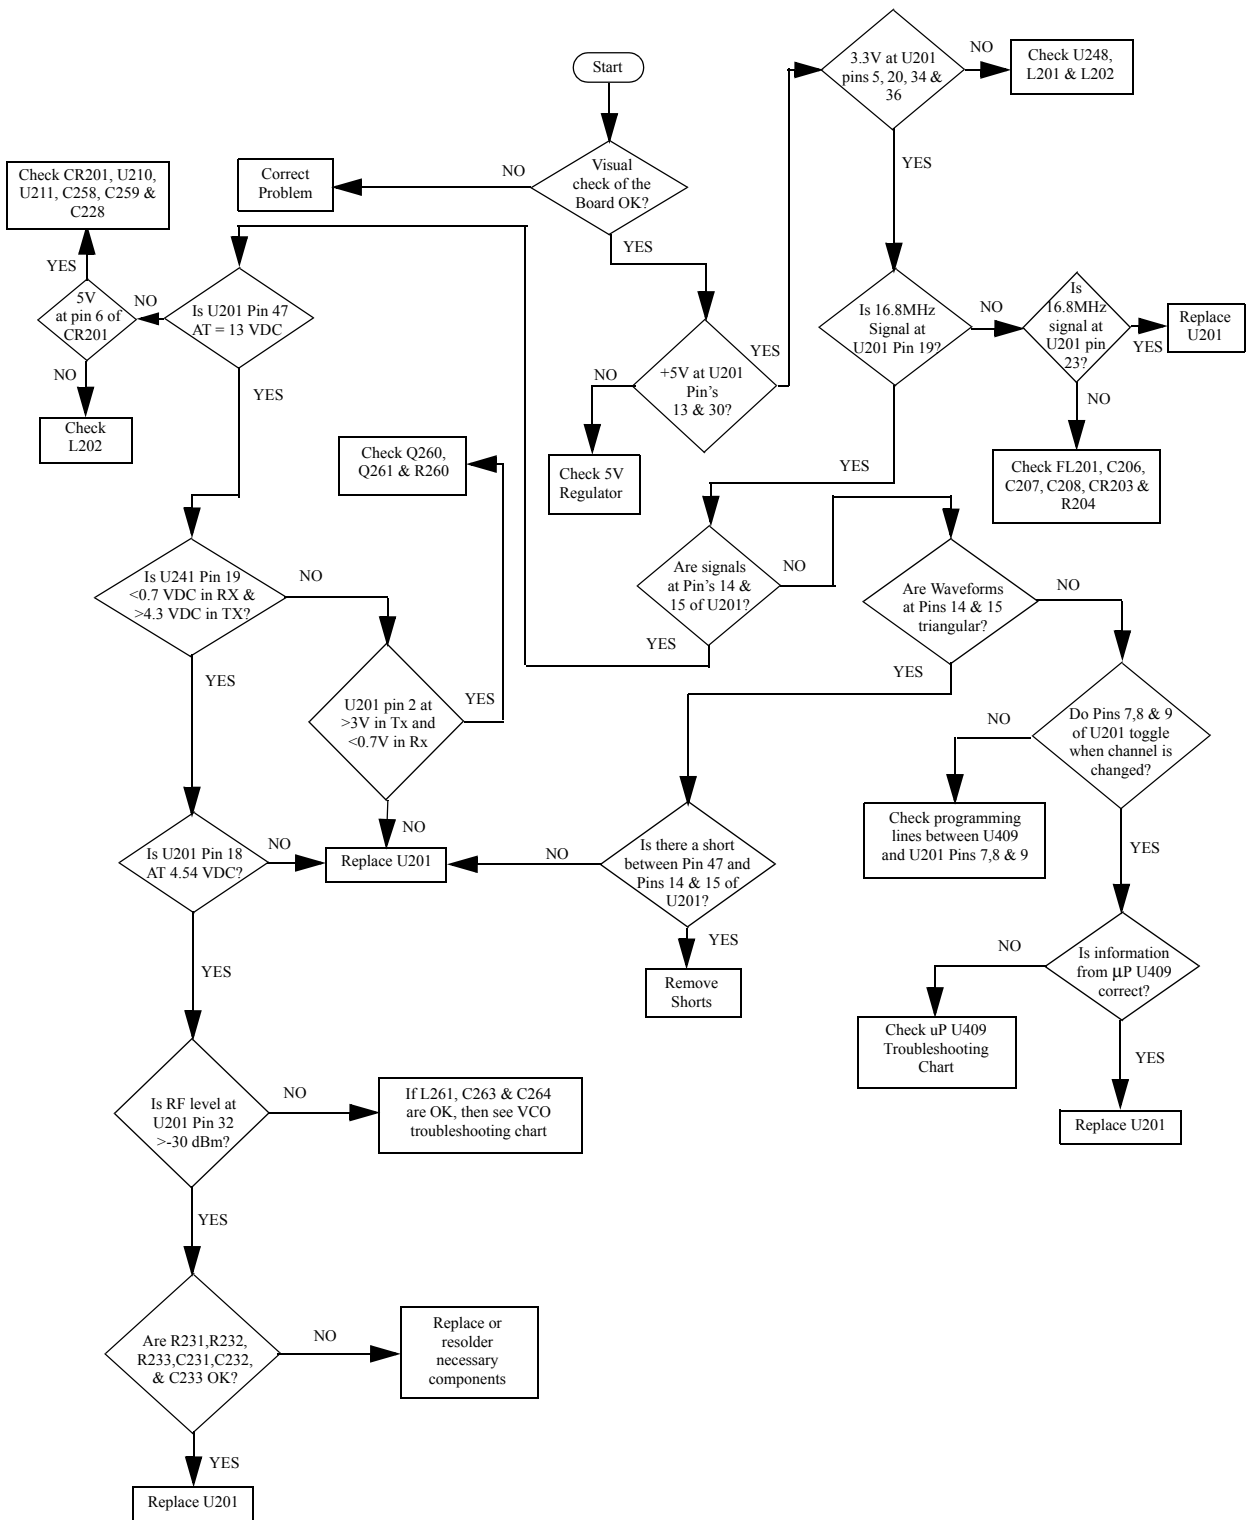 Start
Visual
check of the
Board OK?
NO
Correct
Problem
YES
+5V at U201
Pin's
13 & 30?
NO
Check 5V
Regulator
YES
3.3V at U201
pins 5, 20, 34 &
36
NO
Check U248,
L201 & L202
YES
Is 16.8MHz
Signal at
U201 Pin 19?
NO
Is
16.8MHz
signal at
U201 pin
23?
YES
Replace
U201
NO
Check FL201, C206,
C207, C208, CR203 &
R204
YES
Are signals
at Pin's 14 &
15 of U201?
NO
YES
Are Waveforms
at Pins 14 & 15
triangular?
NO
YES
Do Pins 7,8 & 9
of U201 toggle
when channel is
changed?
NO
Check programming
lines between U409
and U201 Pins 7,8 & 9
YES
Is information
from µP U409
correct?
NO
Check uP U409
Troubleshooting
Chart
YES
Replace U201
Is there a short
between Pin 47 and
Pins 14 & 15 of
U201?
NO
YES
Remove
Shorts
Is U201 Pin 47
AT = 13 VDC
NO
5V
at pin 6 of
CR201
YES
Check CR201, U210,
U211, C258, C259 &
C228
NO
Check
L202
YES
Is U241 Pin 19
<0.7 VDC in RX &
>4.3 VDC in TX?
NO
U201 pin 2 at
>3V in Tx and
<0.7V in Rx
YES
Check Q260,
Q261 & R260
NO
Replace U201
YES
Is U201 Pin 18
AT 4.54 VDC?
NO
YES
Is RF level at
U201 Pin 32
>-30 dBm?
NO
If L261, C263 & C264
are OK, then see VCO
troubleshooting chart
YES
Are R231,R232,
R233,C231,C232,
& C233 OK?
NO
Replace or
resolder
necessary
components
YES
Replace U201